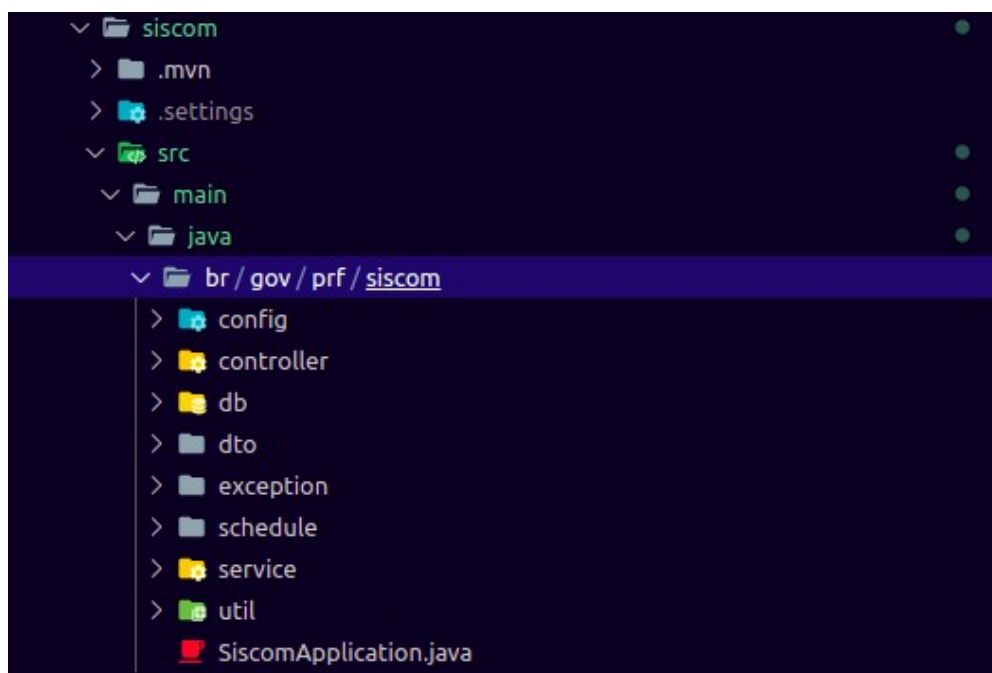 siscom
.mvn
.settings
src
main
java
br / gov / prf / siscom
config
controller
db
dto
exception
schedule
service
util
SiscomApplication.java